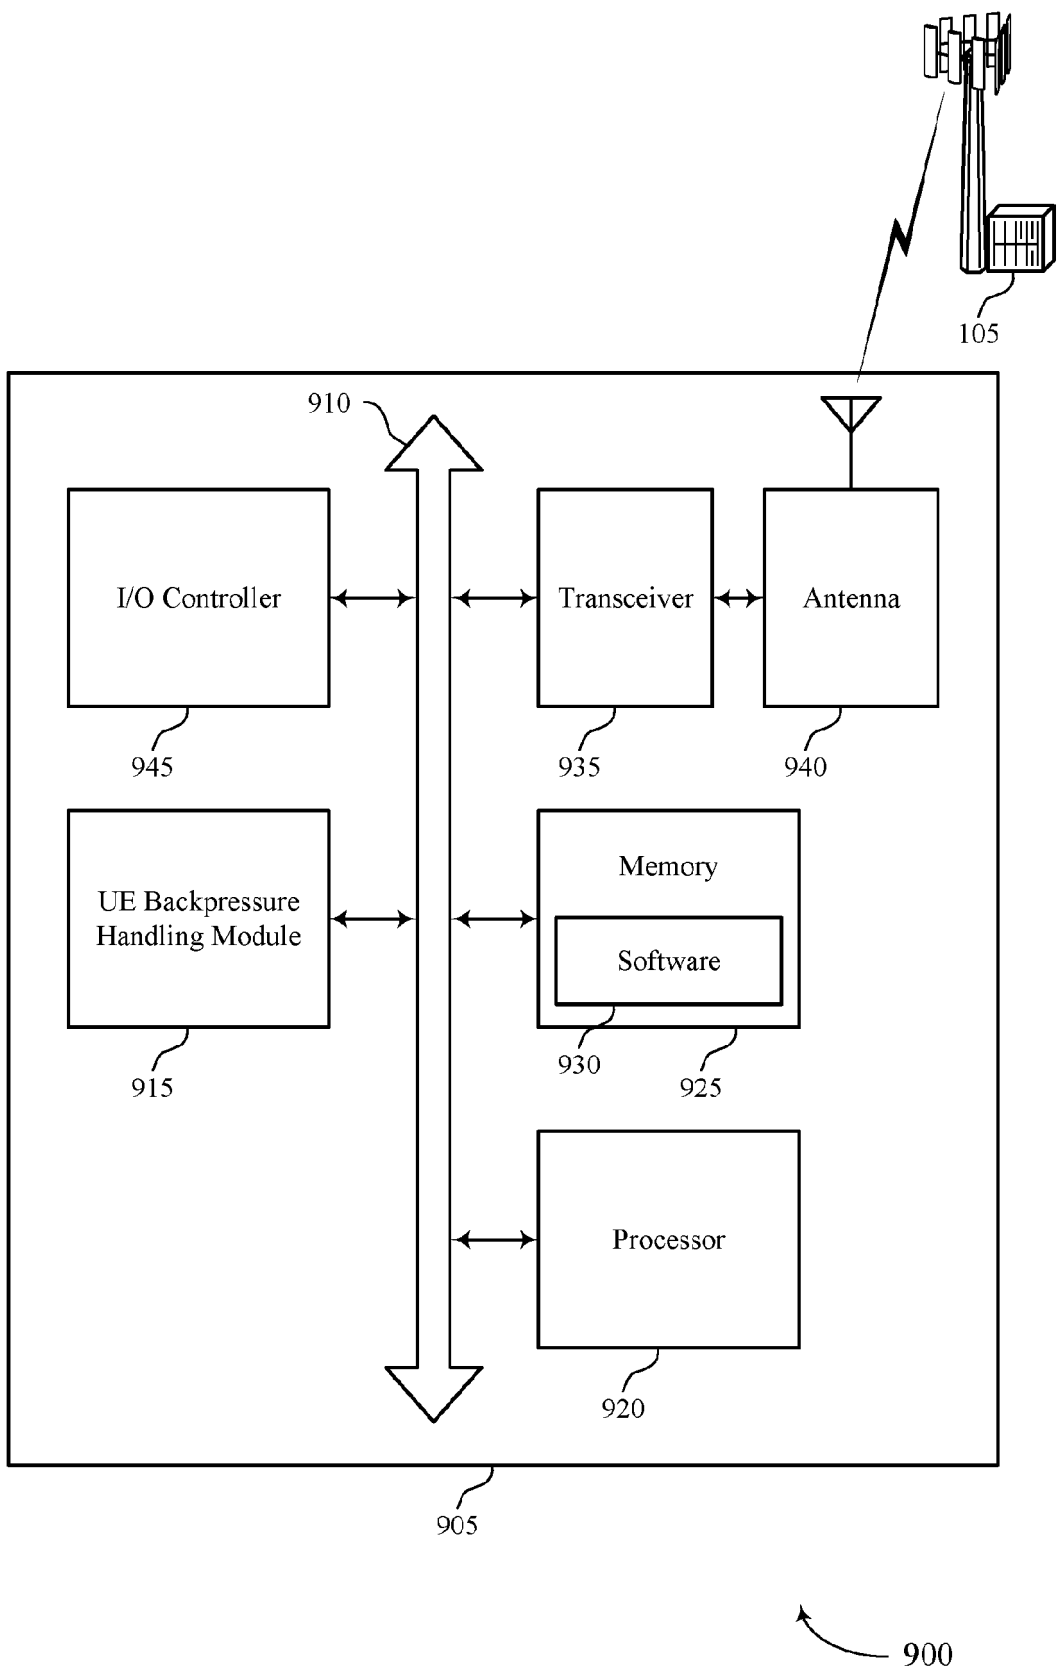 105
910
I/O Controller
Transceiver
Antenna
945
935
940
UE Backpressure
Handling Module
Memory
Software
915
930
925
Processor
920
905
900